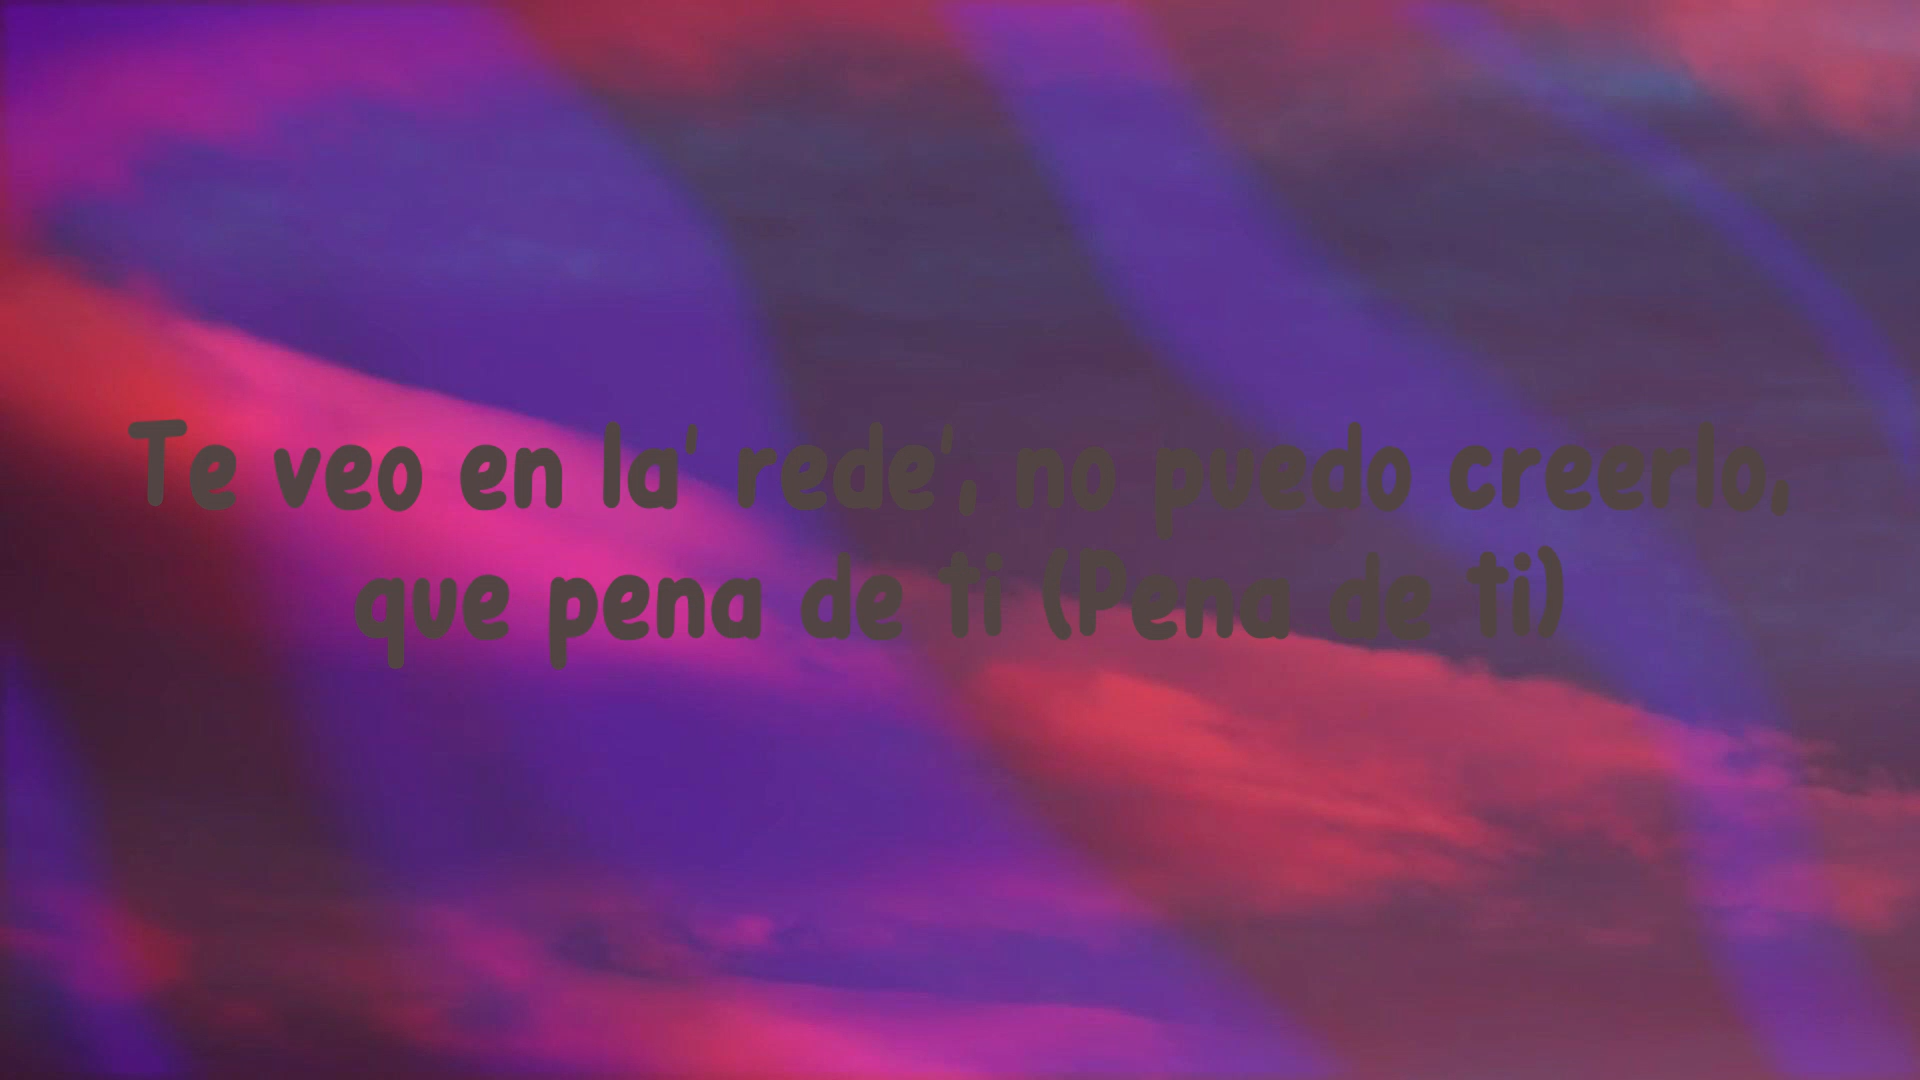 Te veo en la' rede', no puedo creerlo,
que pena de ti (Pena de ti)